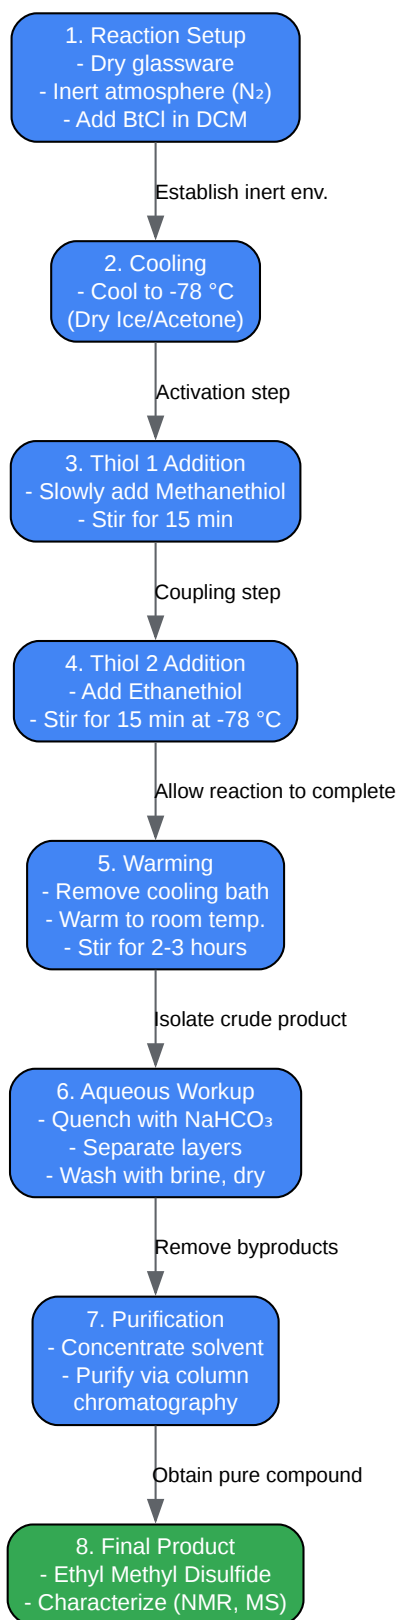 1. Reaction Setup
- Dry glassware
- Inert atmosphere (N₂)
- Add BtCl in DCM
Establish inert env.
2. Cooling
- Cool to -78 °C
(Dry Ice/Acetone)
Activation step
3. Thiol 1 Addition
- Slowly add Methanethiol
- Stir for 15 min
Coupling step
4. Thiol 2 Addition
- Add Ethanethiol
- Stir for 15 min at -78 °C
Allow reaction to complete
5. Warming
- Remove cooling bath
- Warm to room temp.
- Stir for 2-3 hours
Isolate crude product
6. Aqueous Workup
- Quench with NaHCO₃
- Separate layers
- Wash with brine, dry
Remove byproducts
7. Purification
- Concentrate solvent
- Purify via column
chromatography
Obtain pure compound
8. Final Product
- Ethyl Methyl Disulfide
- Characterize (NMR, MS)